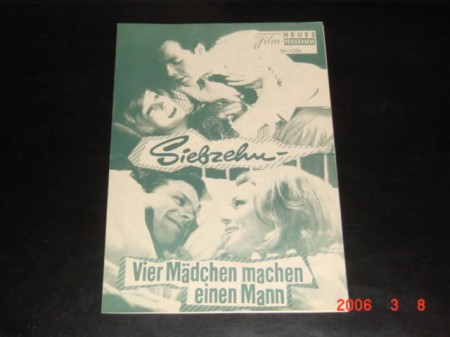 Film
NEUES
PROGRAMM
Siebzehn-
Vier Mädchen machen
einen Mann
2006 3 8